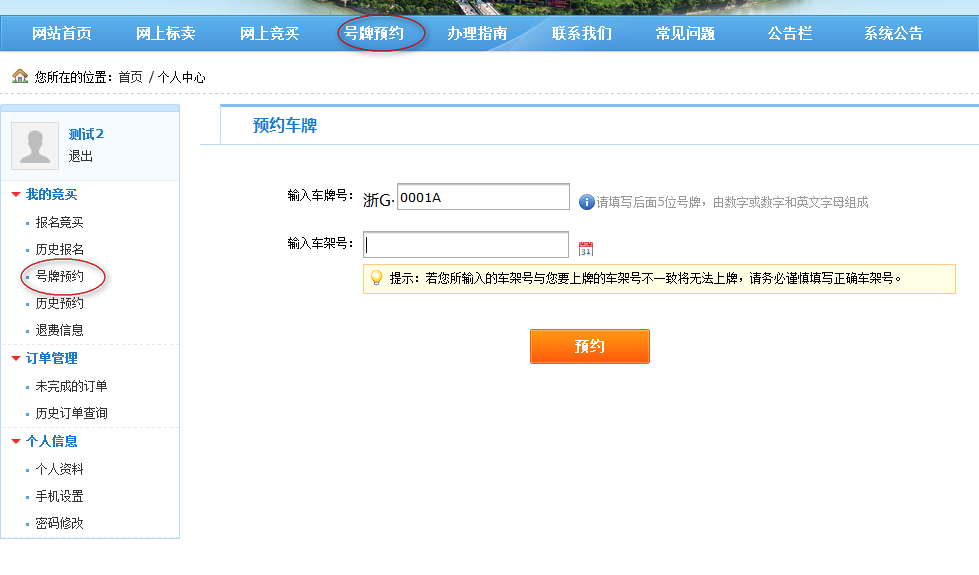 网站首页 网上标卖 网上竞买 号牌预约 办理指南 联系我们 常见问题 公告栏 系统公告
您所在的位置：首页 / 个人中心
测试2
退出
我的竞买
报名竞买
历史报名
号牌预约
历史预约
退费信息
订单管理
未完成的订单
历史订单查询
个人信息
个人资料
手机设置
密码修改
预约车牌
输入车牌号： 浙G· 0001A 请填写后面5位号牌，由数字或数字和英文字母组成
输入车架号： 31
提示：若您所输入的车架号与您要上牌的车架号不一致将无法上牌，请务必谨慎填写正确车架号。
预约